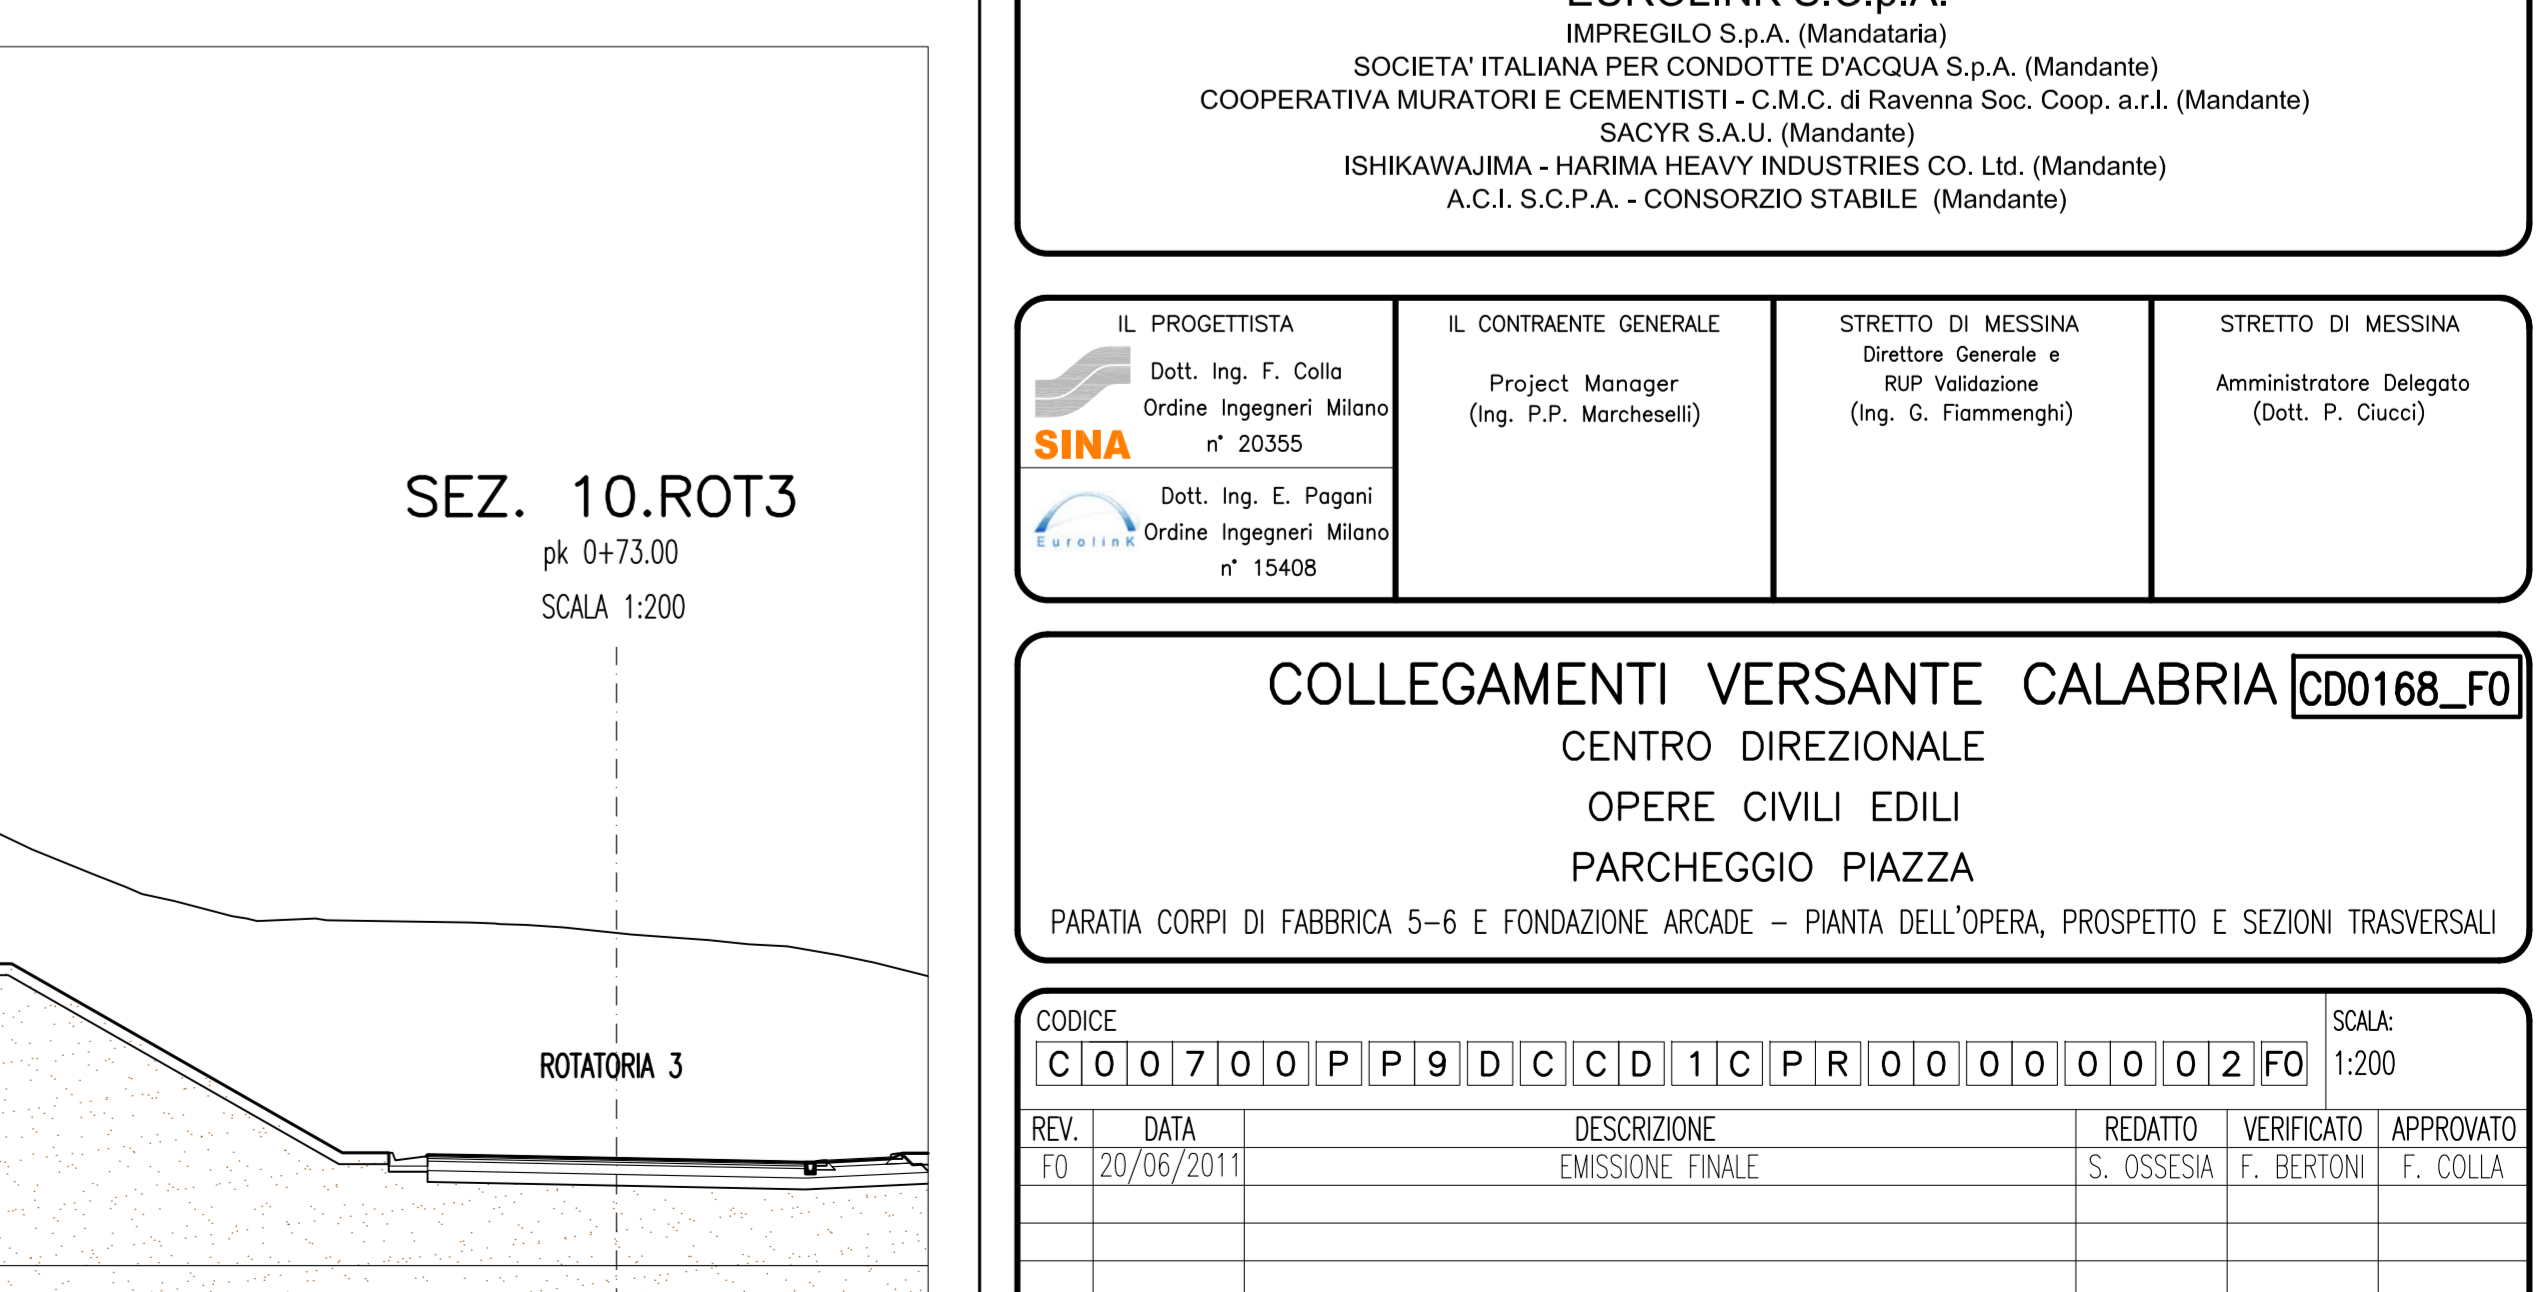 EUROLINK S.C.p.A.
IMPREGILO S.p.A. (Mandataria)
SOCIETA' ITALIANA PER CONDOTTE D'ACQUA S.p.A. (Mandante)
COOPERATIVA MURATORI E CEMENTISTI - C.M.C. di Ravenna Soc. Coop. a.r.l. (Mandante)
SACYR S.A.U. (Mandante)
ISHIKAWAJIMA - HARIMA HEAVY INDUSTRIES CO. Ltd. (Mandante)
A.C.I. S.C.P.A. - CONSORZIO STABILE (Mandante)
IL PROGETTISTA
Dott. Ing. F. Colla
Ordine Ingegneri Milano
n° 20355
SINA
Dott. Ing. E. Pagani
Ordine Ingegneri Milano
n° 15408
EurolinK
IL CONTRAENTE GENERALE
Project Manager
(Ing. P.P. Marcheselli)
STRETTO DI MESSINA
Direttore Generale e
RUP Validazione
(Ing. G. Fiammenghi)
STRETTO DI MESSINA
Amministratore Delegato
(Dott. P. Ciucci)
SEZ. 10.ROT3
pk 0+73.00
SCALA 1:200
ROTATORIA 3
COLLEGAMENTI VERSANTE CALABRIA CD0168_F0
CENTRO DIREZIONALE
OPERE CIVILI EDILI
PARCHEGGIO PIAZZA
PARATIA CORPI DI FABBRICA 5-6 E FONDAZIONE ARCADE - PIANTA DELL'OPERA, PROSPETTO E SEZIONI TRASVERSALI
CODICE
C 0 0 7 0 0 P P 9 D C C D 1 C P R 0 0 0 0 0 0 0 2 F0
SCALA:
1:200
REV. DATA DESCRIZIONE REDATTO VERIFICATO APPROVATO
F0 20/06/2011 EMISSIONE FINALE S. OSSESIA F. BERTONI F. COLLA